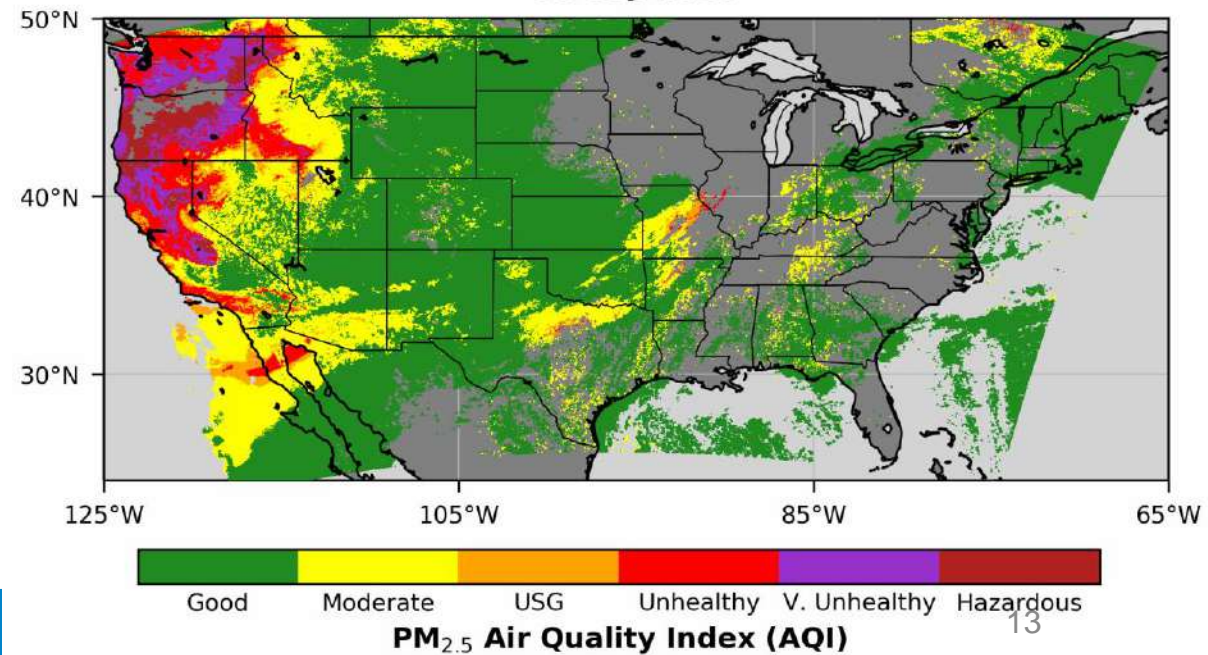 50°N
40°N
30°N
125°W 105°W 85°W 65°W
Good Moderate USG Unhealthy V. Unhealthy Hazardous
13
PM₂.₅ Air Quality Index (AQI)